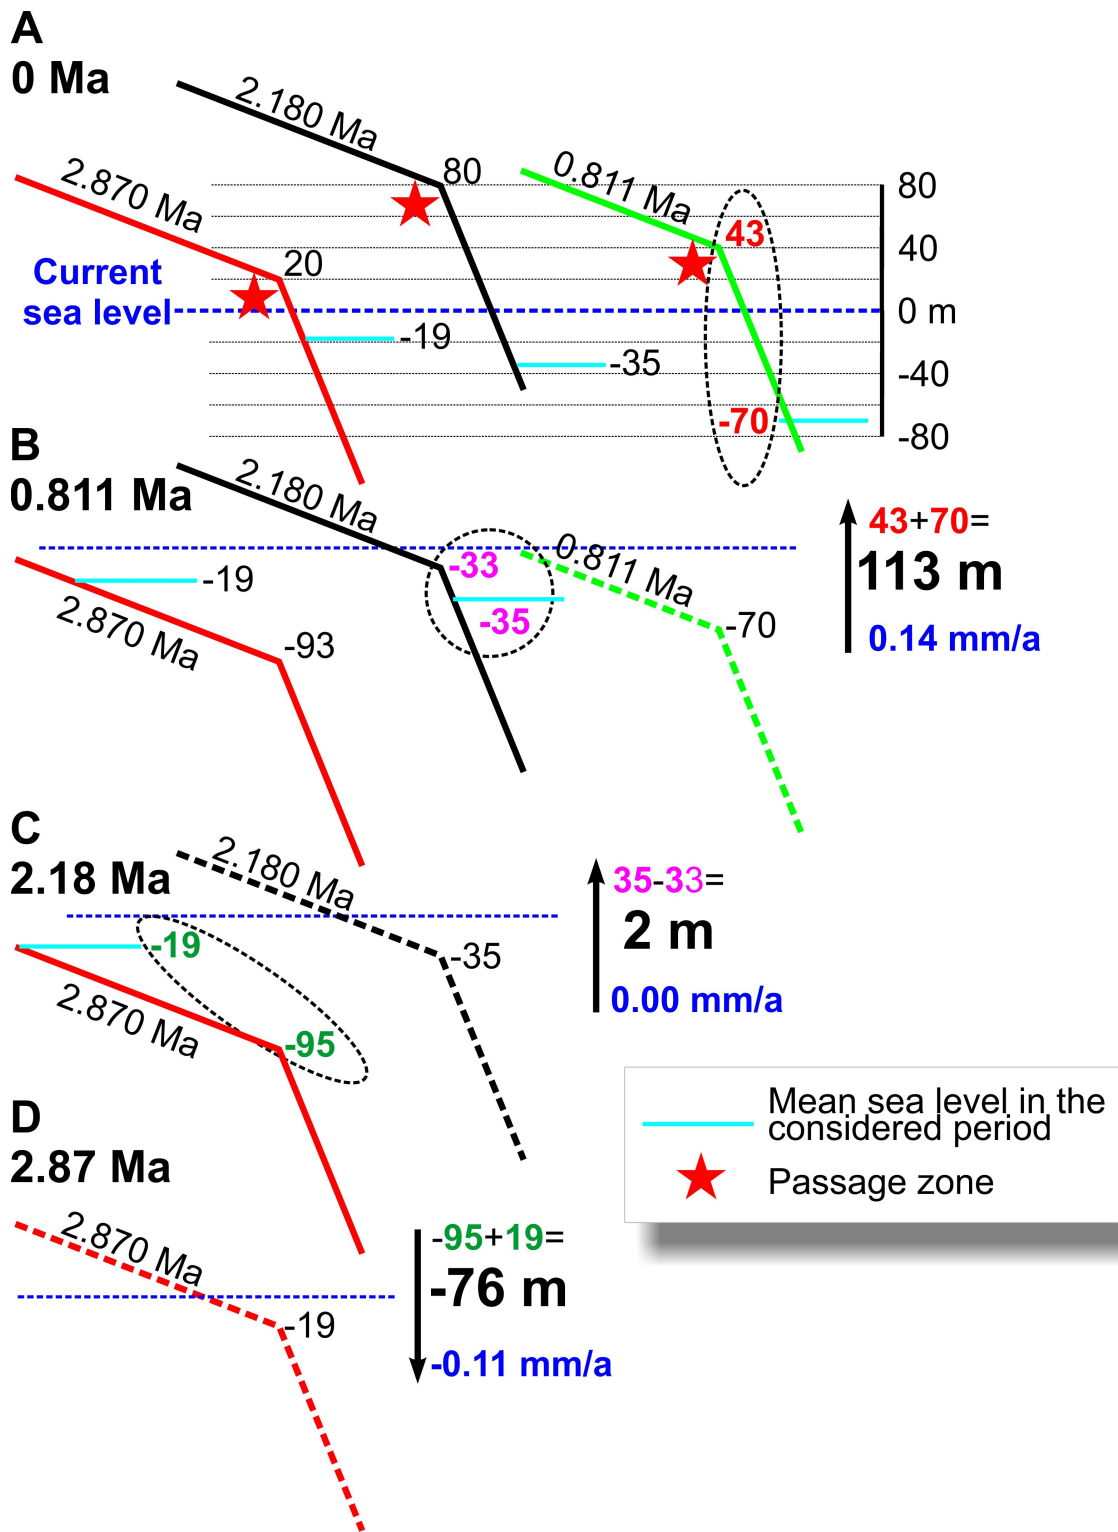 A
0 Ma
2.180 Ma
2.870 Ma
0.811 Ma
80
20
43
Current
sea level
-19
-35
-70
80
40
0 m
-40
-80
B
0.811 Ma
2.180 Ma
-33
-35
0.811 Ma
-19
2.870 Ma
-93
-70
43+70=
113 m
0.14 mm/a
C
2.18 Ma
2.180 Ma
-19
-35
2.870 Ma
-95
35-33=
2 m
0.00 mm/a
D
2.87 Ma
2.870 Ma
-19
-95+19=
-76 m
-0.11 mm/a
Mean sea level in the
considered period
Passage zone